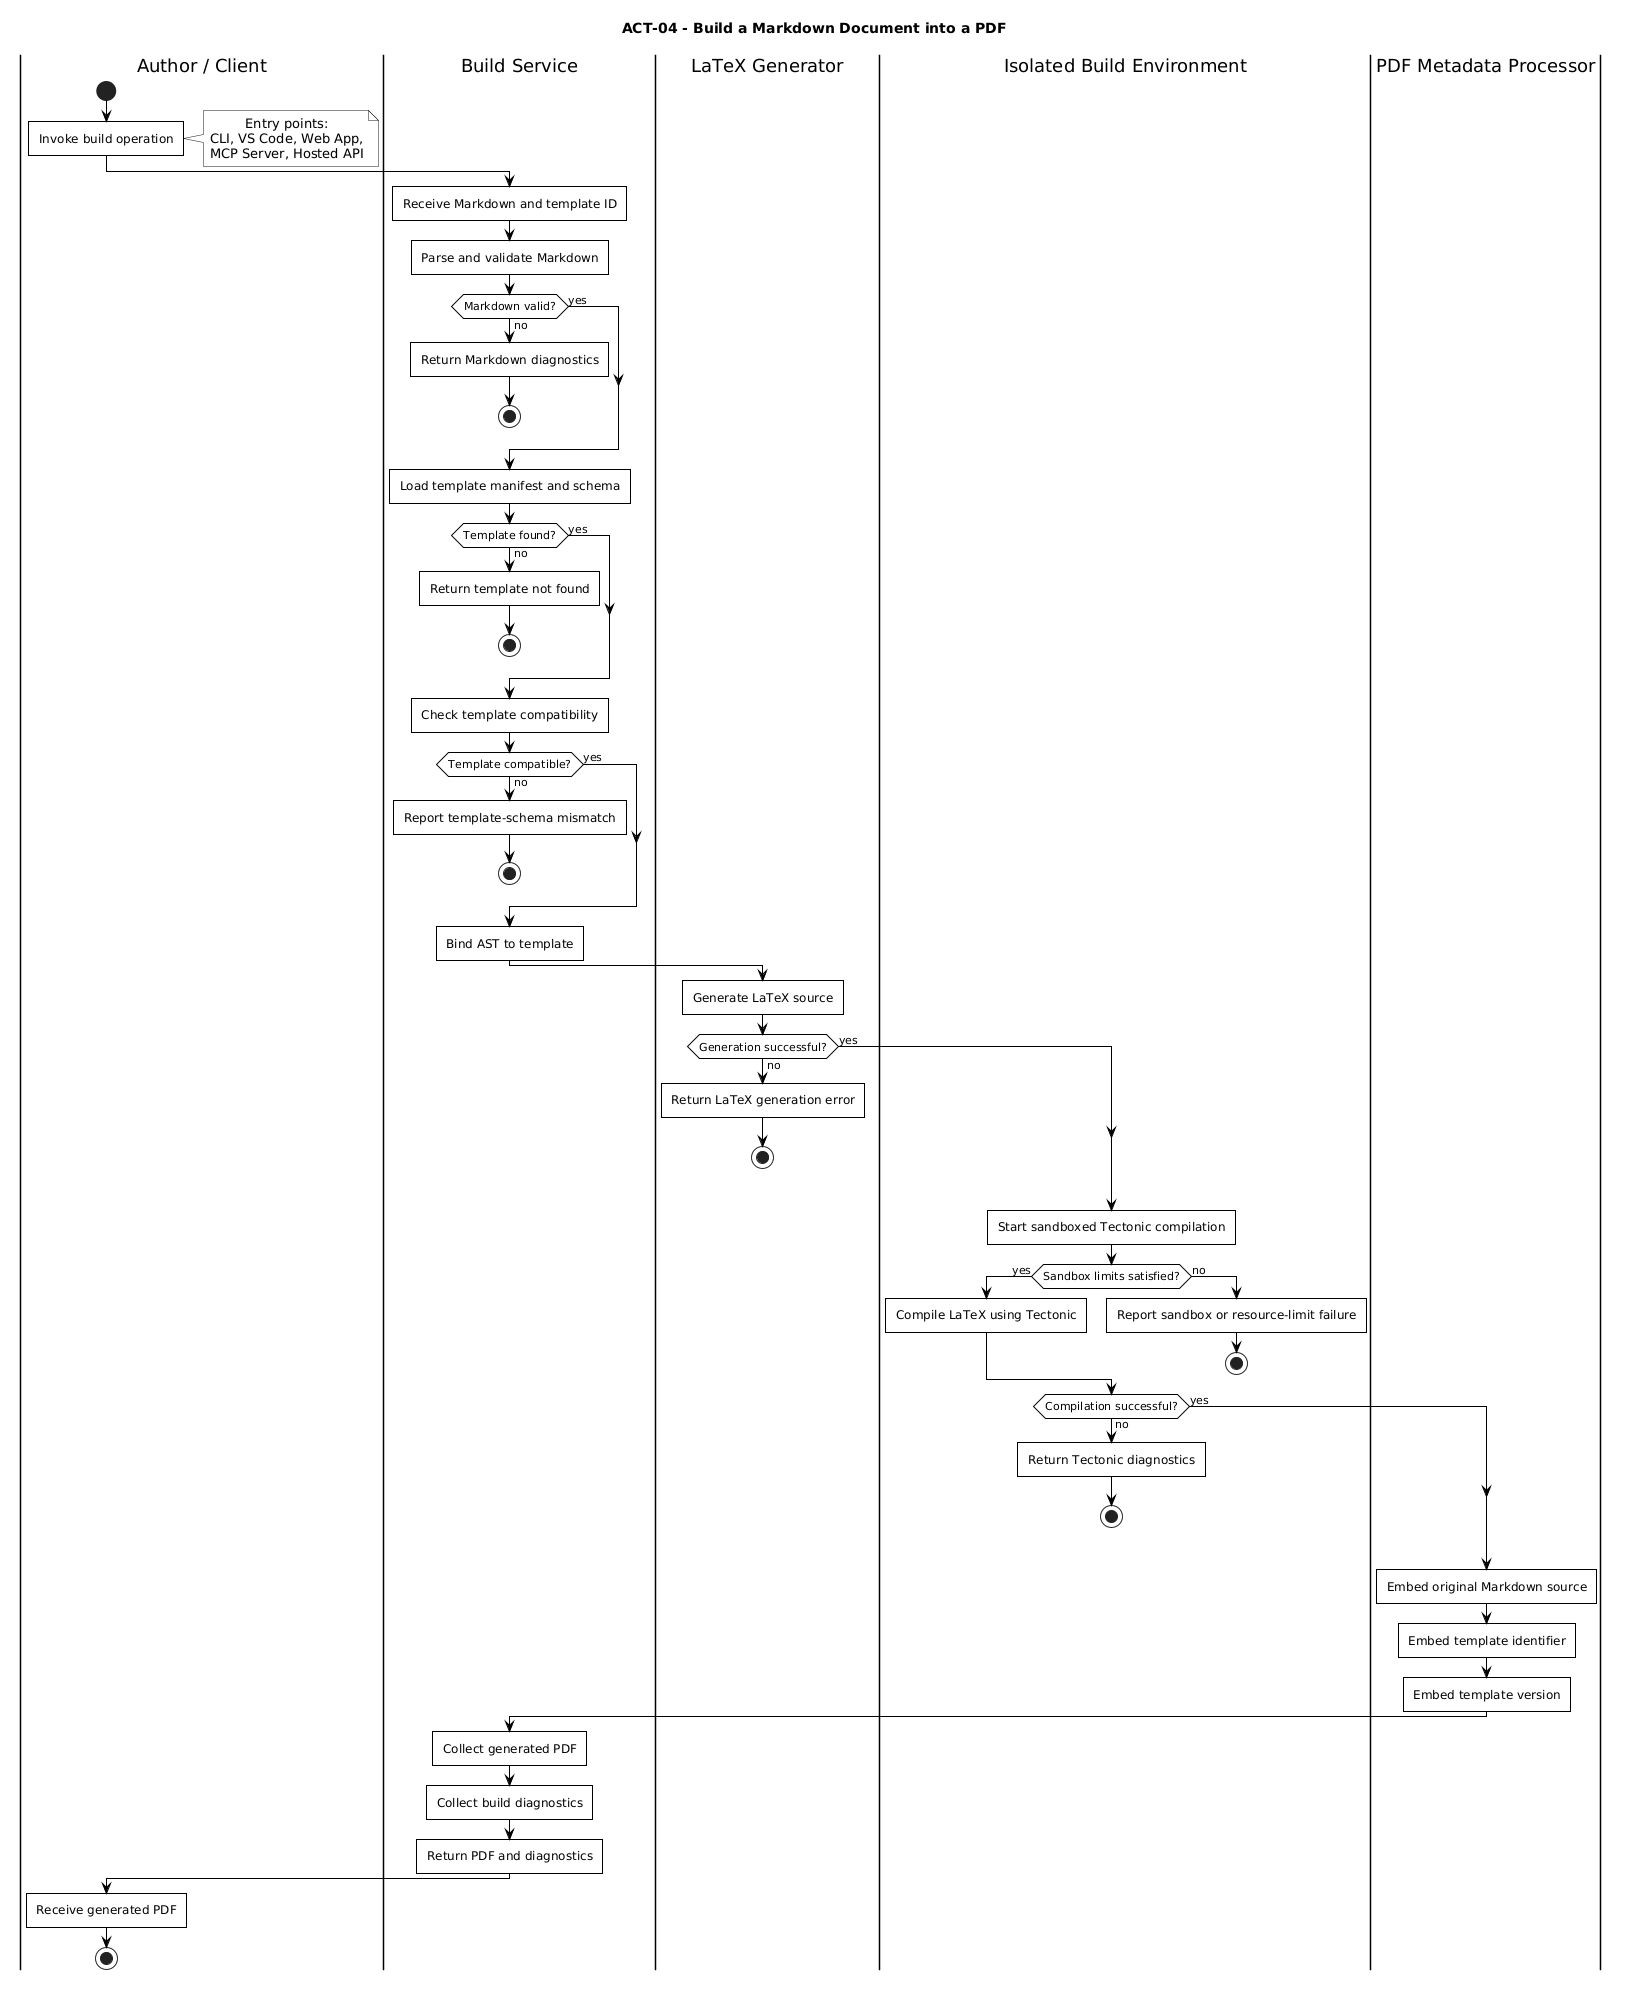 ACT-04 - Build a Markdown Document into a PDF
Author / Client
Build Service
LaTeX Generator
Isolated Build Environment
PDF Metadata Processor
Invoke build operation
Entry points:
CLI, VS Code, Web App,
MCP Server, Hosted API
Receive Markdown and template ID
Parse and validate Markdown
Markdown valid?
yes
no
Return Markdown diagnostics
Load template manifest and schema
Template found?
yes
no
Return template not found
Check template compatibility
Template compatible?
yes
no
Report template-schema mismatch
Bind AST to template
Generate LaTeX source
Generation successful?
yes
no
Return LaTeX generation error
Start sandboxed Tectonic compilation
yes
Sandbox limits satisfied?
no
Compile LaTeX using Tectonic
Report sandbox or resource-limit failure
Compilation successful?
yes
no
Return Tectonic diagnostics
Embed original Markdown source
Embed template identifier
Embed template version
Collect generated PDF
Collect build diagnostics
Return PDF and diagnostics
Receive generated PDF